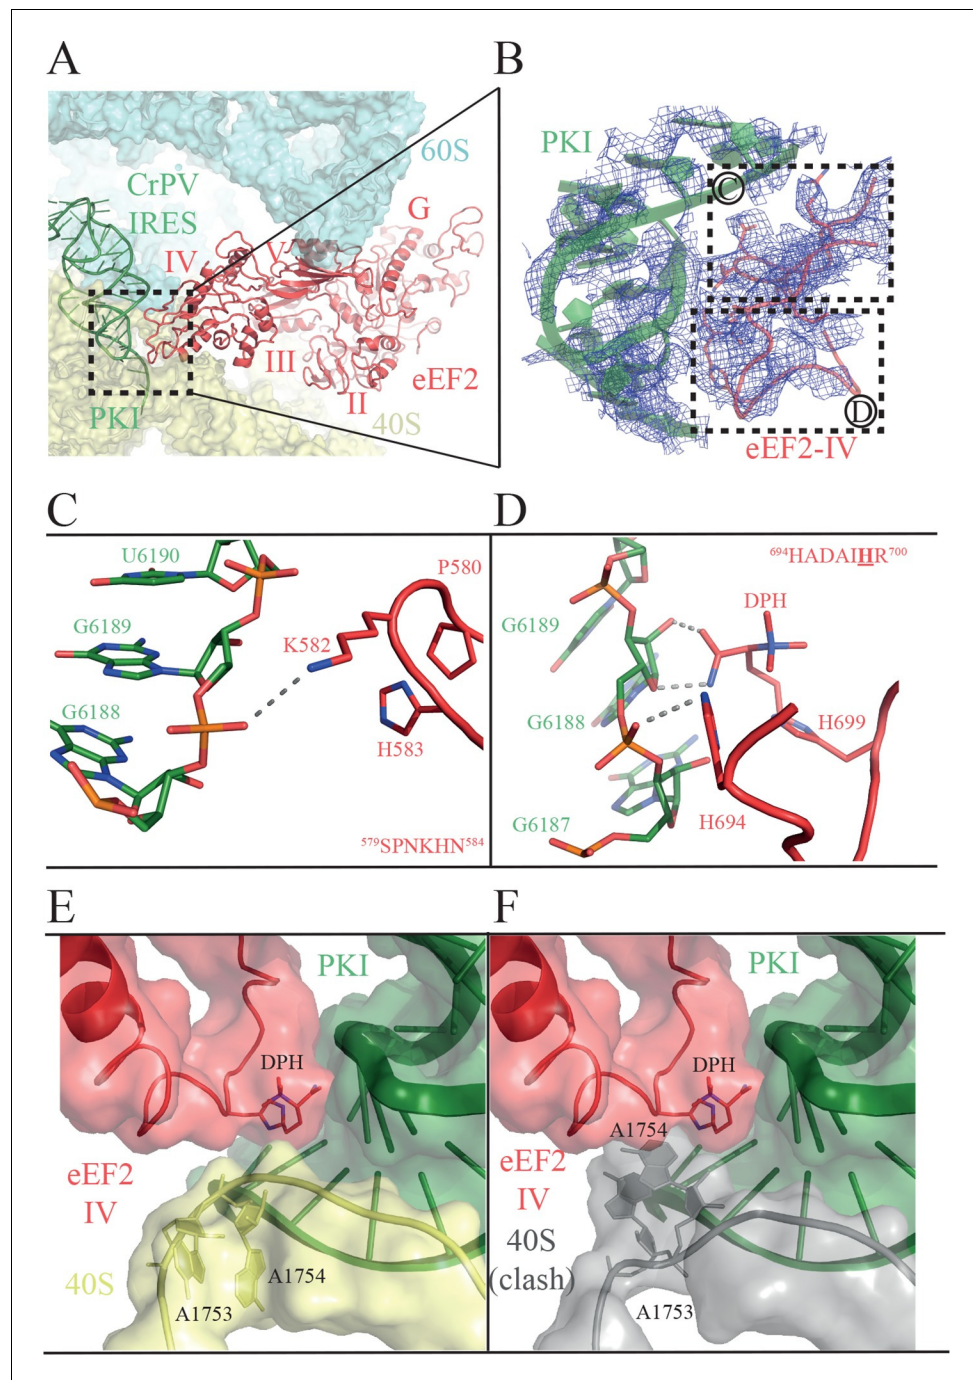 A
60S
CrPV
IRES
G
IV
V
III
eEF2
II
PKI
40S
B
PKI
C
D
eEF2-IV
C
U6190
P580
G6189
K582
G6188
H583
⁵⁷⁹SPNKHN⁵⁸⁴
D
⁶⁹⁴HADAIHR⁷⁰⁰
DPH
G6189
G6188
H699
G6187
H694
E
PKI
DPH
eEF2
IV
40S
A1754
A1753
F
PKI
DPH
A1754
eEF2
IV
40S
(clash)
A1753